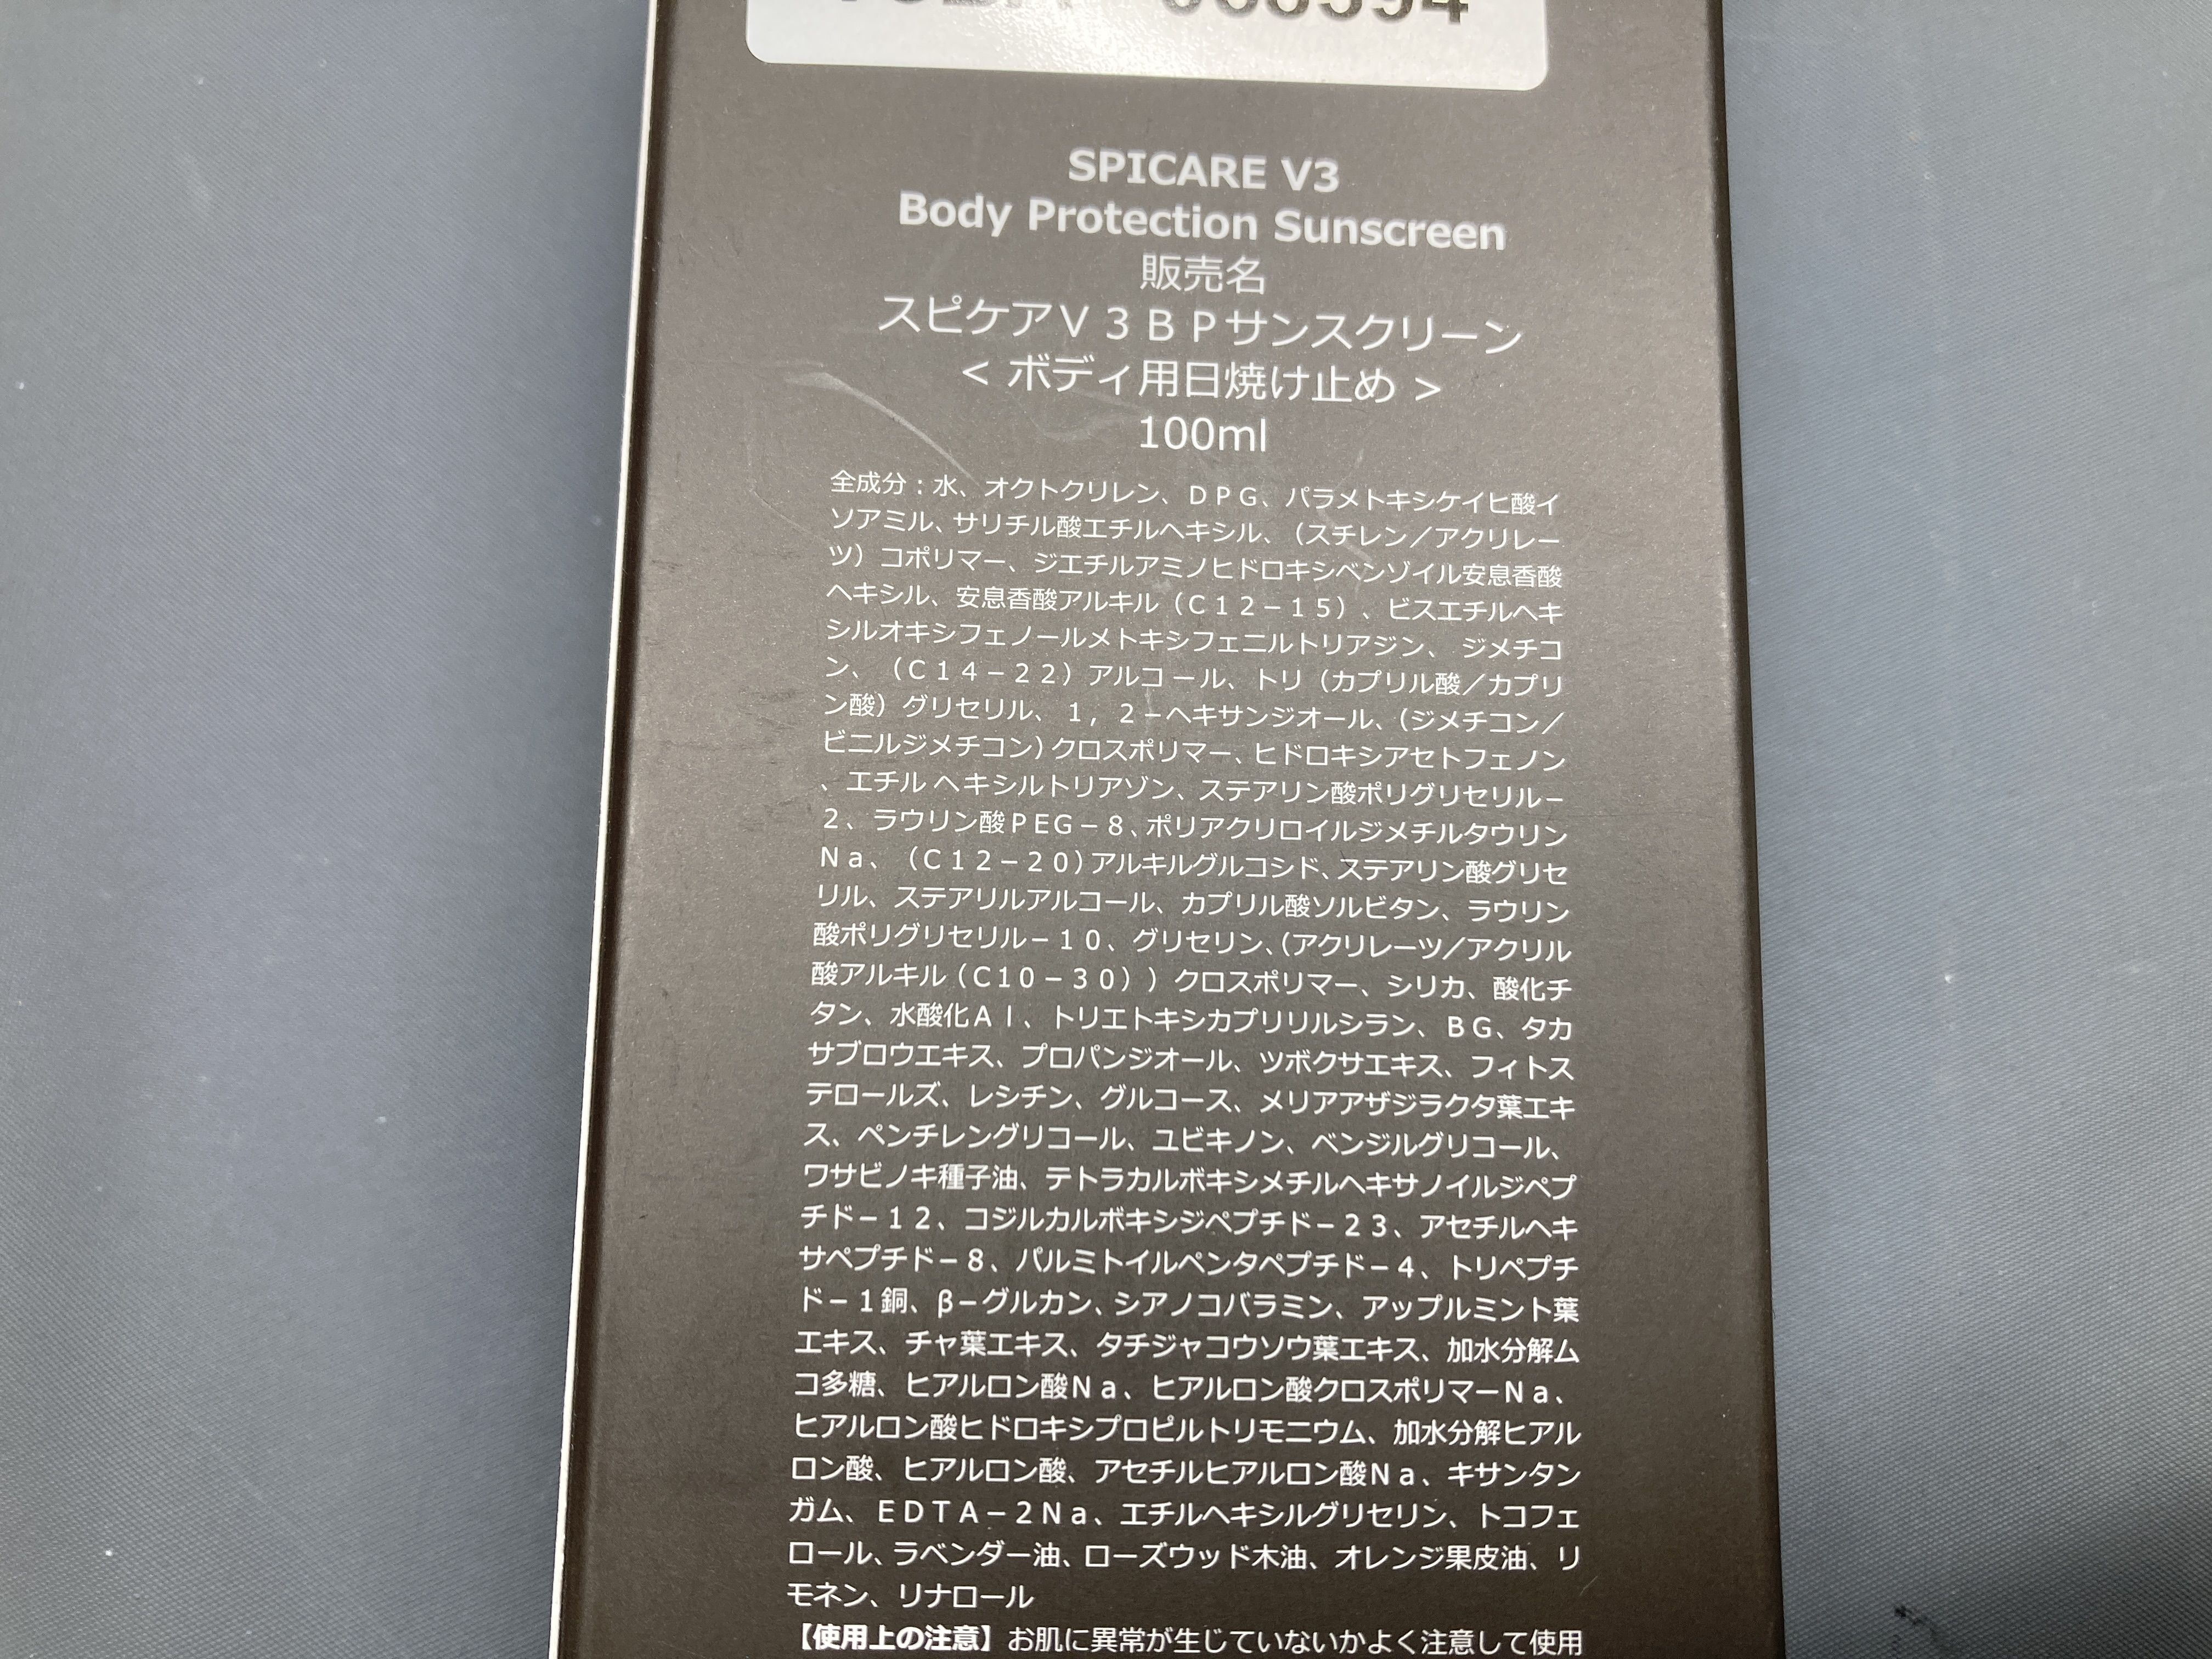 SPICARE V3
Body Protection Sunscreen
販売名
スピケアV3BPサンスクリーン
< ボディ用日焼け止め >
100ml
全成分：水、オクトクリレン、DPG、パラメトキシケイヒ酸イ
ソアミル、サリチル酸エチルヘキシル、（スチレン／アクリレー
ツ）コポリマー、ジエチルアミノヒドロキシベンゾイル安息香酸
ヘキシル、安息香酸アルキル（C12－15）、ビスエチルヘキ
シルオキシフェノールメトキシフェニルトリアジン、 ジメチコ
ン、（C14－22）アルコール、トリ（カプリル酸／カプリ
ン酸）グリセリル、1，2－ヘキサンジオール、（ジメチコン／
ビニルジメチコン）クロスポリマー、ヒドロキシアセトフェノン
、エチルヘキシルトリアゾン、ステアリン酸ポリグリセリル－
2、ラウリン酸PEG－8、ポリアクリロイルジメチルタウリン
Na、（C12－20）アルキルグルコシド、ステアリン酸グリセ
リル、ステアリルアルコール、カプリル酸ソルビタン、ラウリン
酸ポリグリセリル－10、グリセリン、（アクリレーツ／アクリル
酸アルキル（C10－30））クロスポリマー、シリカ、酸化チ
タン、水酸化Al、トリエトキシカプリリルシラン、BG、タカ
サブロウエキス、プロパンジオール、ツボクサエキス、フィトス
テロールズ、レシチン、グルコース、メリアアザジラクタ葉エキ
ス、ペンチレングリコール、ユビキノン、ベンジルグリコール、
ワサビノキ種子油、テトラカルボキシメチルヘキサノイルジペプ
チド－12、コジルカルボキシジペプチド－23、アセチルヘキ
サペプチド－8、パルミトイルペンタペプチド－4、トリペプチ
ド－1銅、β－グルカン、シアノコバラミン、アップルミント葉
エキス、チャ葉エキス、タチジャコウソウ葉エキス、加水分解ム
コ多糖、ヒアルロン酸Na、ヒアルロン酸クロスポリマーNa、
ヒアルロン酸ヒドロキシプロピルトリモニウム、加水分解ヒアル
ロン酸、ヒアルロン酸、アセチルヒアルロン酸Na、キサンタン
ガム、EDTA－2Na、エチルヘキシルグリセリン、トコフェ
ロール、ラベンダー油、ローズウッド木油、オレンジ果皮油、リ
モネン、リナロール
【使用上の注意】お肌に異常が生じていないかよく注意して使用